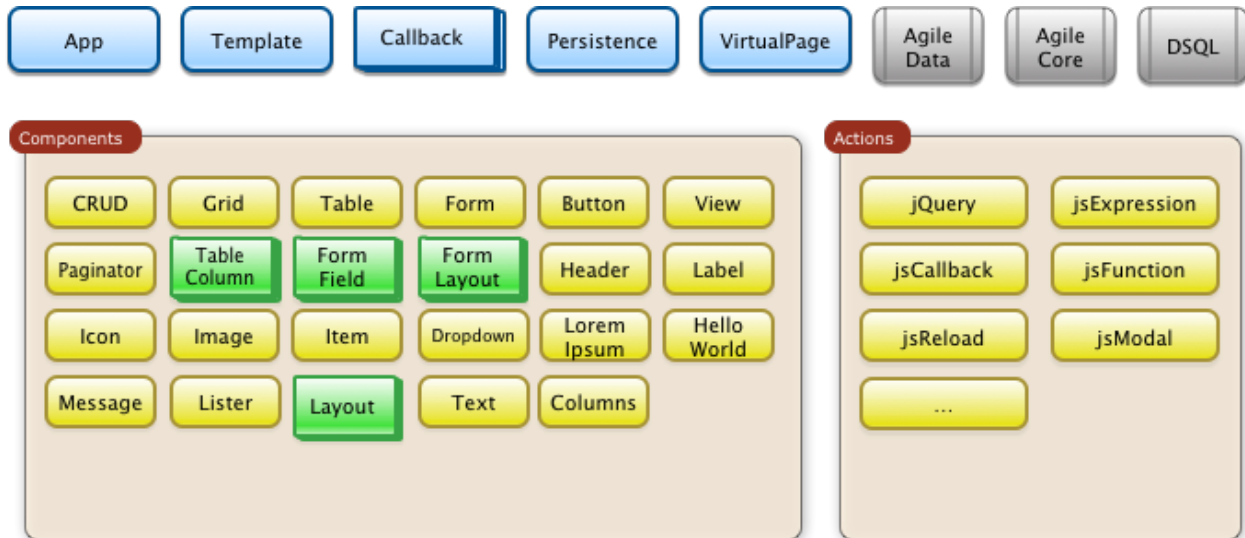 App
Template
Callback
Persistence
VirtualPage
Agile
Data
Agile
Core
DSQL
Components
CRUD
Grid
Table
Form
Button
View
Paginator
Table
Column
Form
Field
Form
Layout
Header
Label
Icon
Image
Item
Dropdown
Lorem
Ipsum
Hello
World
Message
Lister
Layout
Text
Columns
Actions
jQuery
jsExpression
jsCallback
jsFunction
jsReload
jsModal
...